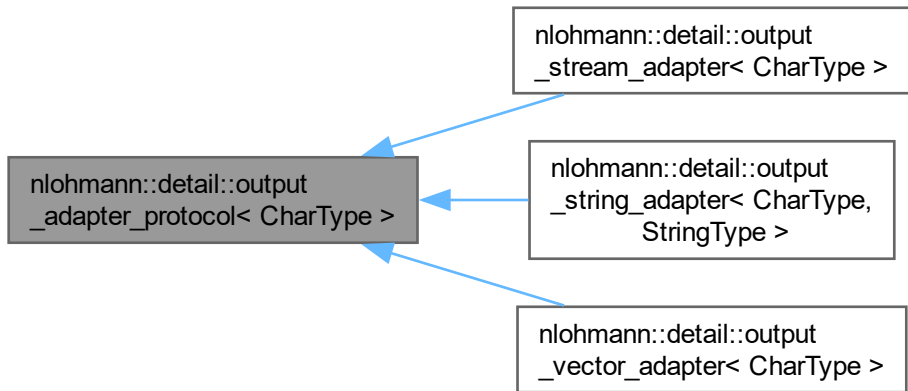 nlohmann::detail::output
_stream_adapter< CharType >
nlohmann::detail::output
_string_adapter< CharType,
StringType >
nlohmann::detail::output
_adapter_protocol< CharType >
nlohmann::detail::output
_vector_adapter< CharType >